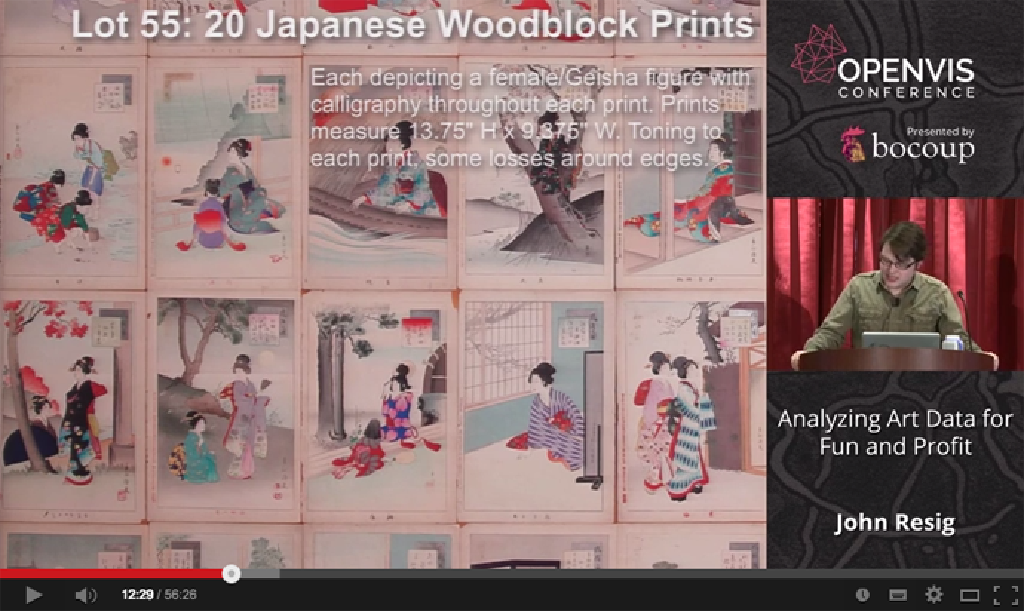 Lot 55: 20 Japanese Woodblock Prints
Each depicting a female/Geisha figure with
calligraphy throughout each print. Prints
measure 13.75" H x 9.375" W. Toning to
each print, some losses around edges.
OPENVIS
CONFERENCE
Presented by
bocoup
Analyzing Art Data for
Fun and Profit
John Resig
12:29 / 56:26